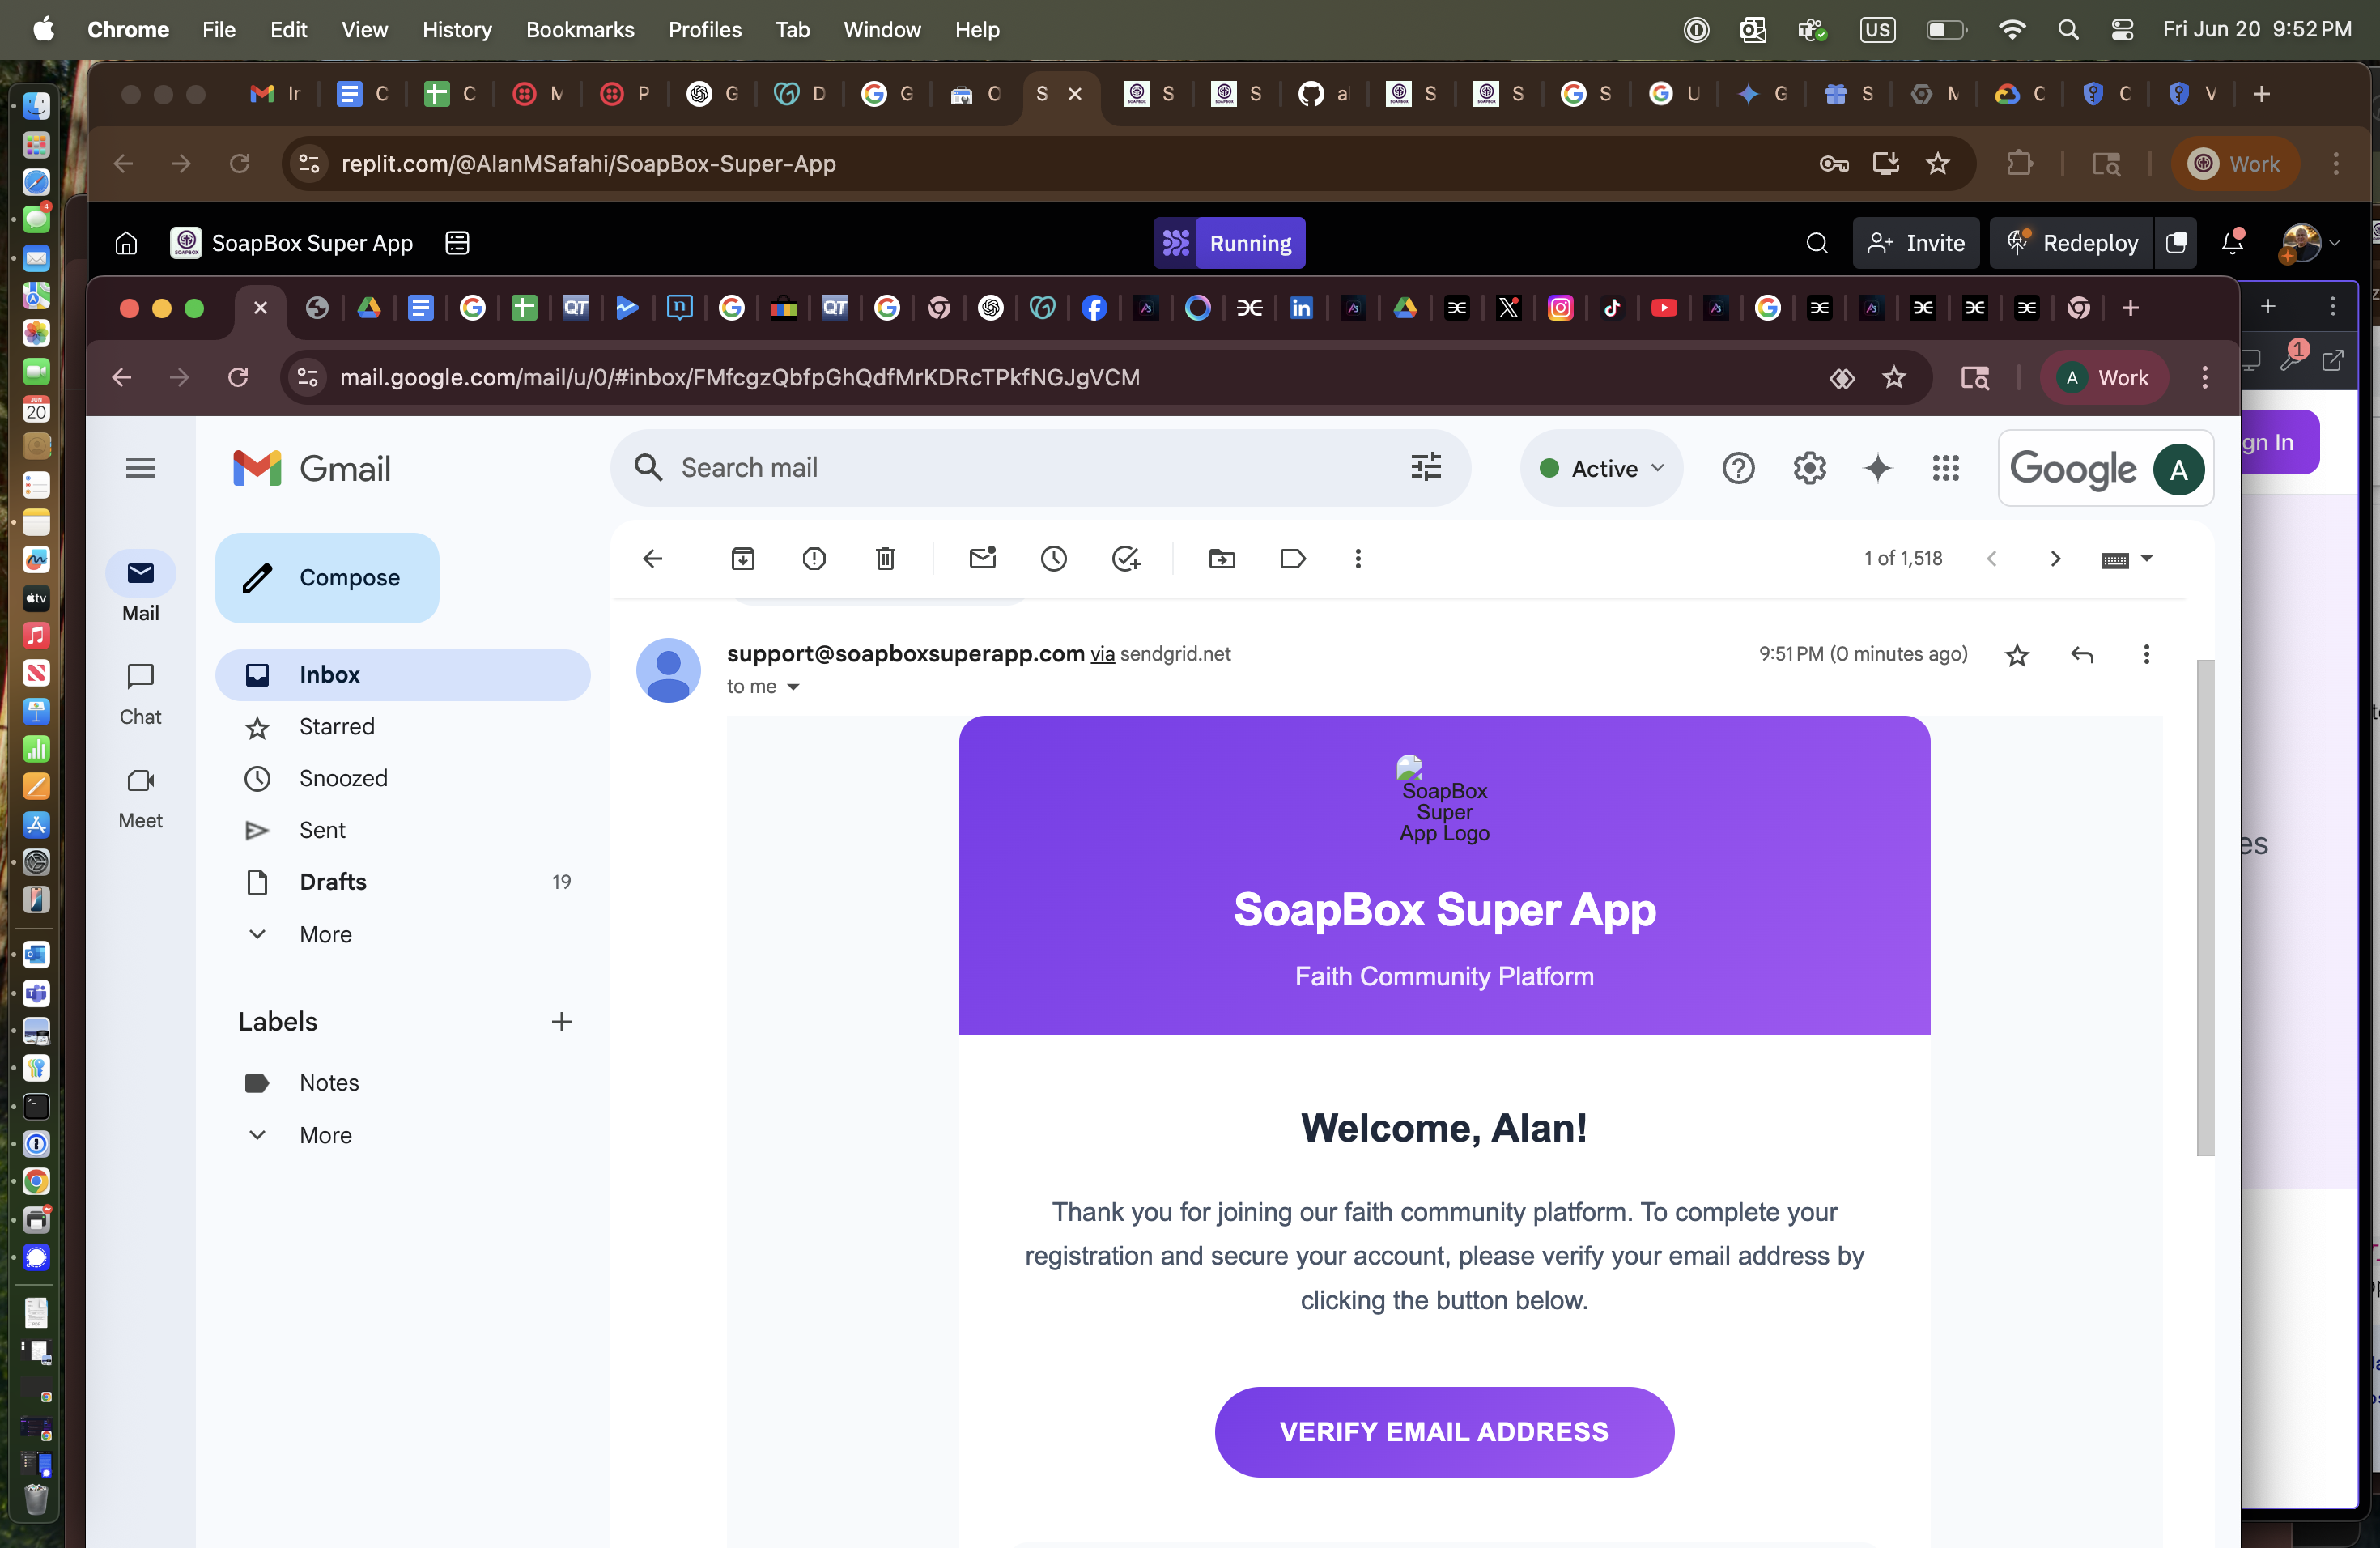 Chrome File Edit View History Bookmarks Profiles Tab Window Help US Fri Jun 20 9:52 PM
replit.com/@AlanMSafahi/SoapBox-Super-App Work
SoapBox Super App Running Invite Redeploy
mail.google.com/mail/u/0/#inbox/FMfcgzQbfpGhQdfMrKDRcTPkfNGJgVCM A Work
Gmail Search mail Active Google A
gn In
Compose 1 of 1,518
Mail
Inbox
Chat
Starred
Snoozed
Meet
Sent
Drafts 19
More
Labels
Notes
More
support@soapboxsuperapp.com via sendgrid.net 9:51 PM (0 minutes ago)
to me
SoapBox
Super
App Logo
SoapBox Super App
Faith Community Platform
Welcome, Alan!
Thank you for joining our faith community platform. To complete your
registration and secure your account, please verify your email address by
clicking the button below.
VERIFY EMAIL ADDRESS
es